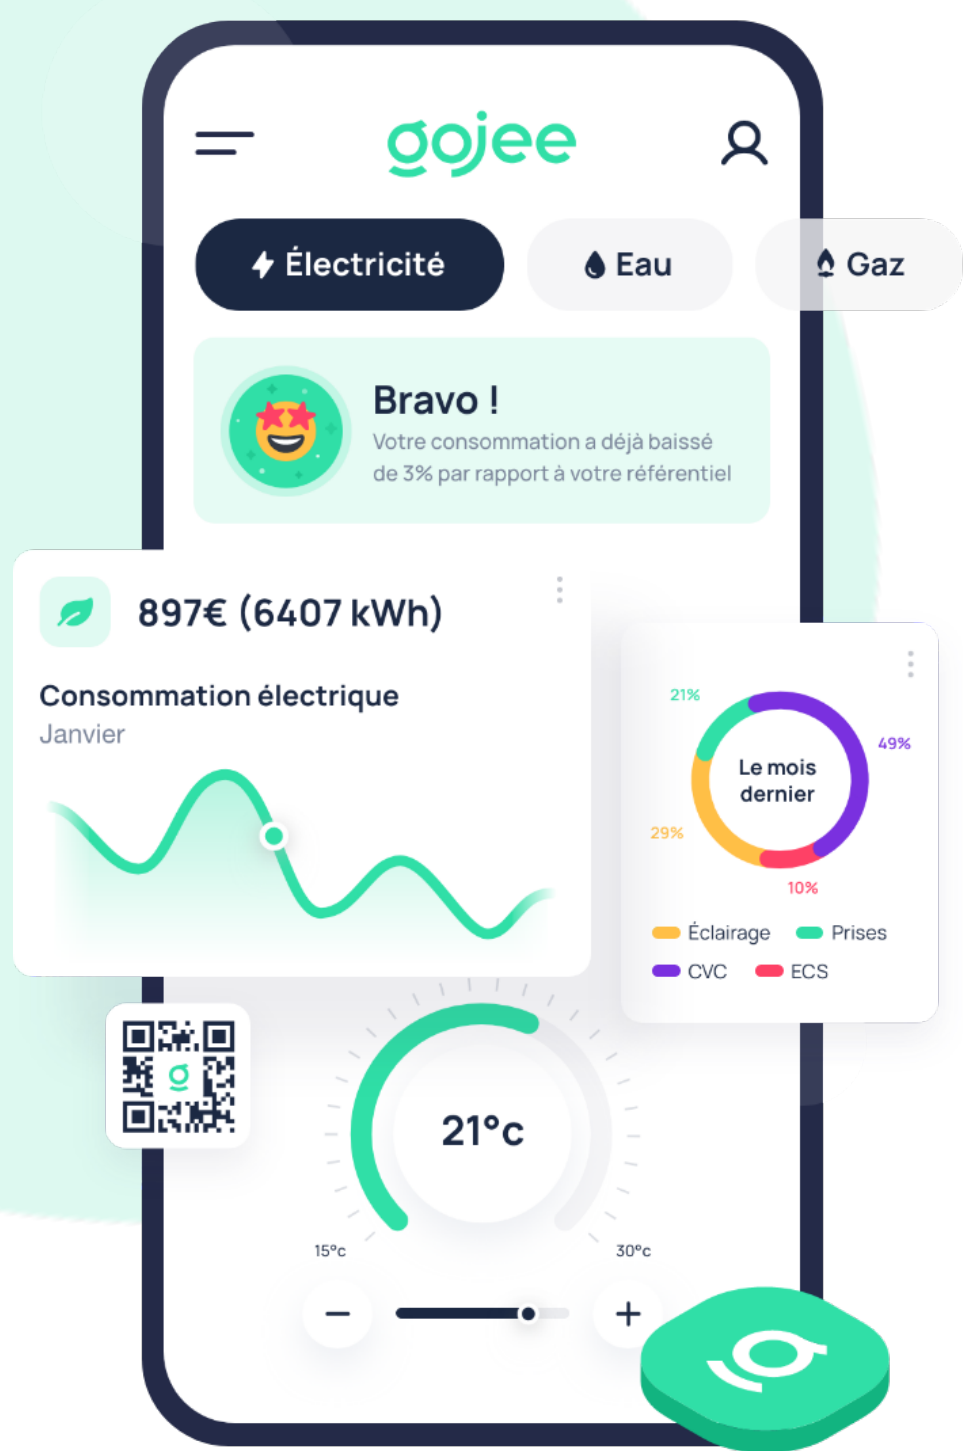 gojee
Électricité
Eau
Gaz
Bravo !
Votre consommation a déjà baissé
de 3% par rapport à votre référentiel
897€ (6407 kWh)
Consommation électrique
Janvier
21%
49%
Le mois
dernier
29%
10%
Éclairage
Prises
CVC
ECS
21°c
15°c
30°c